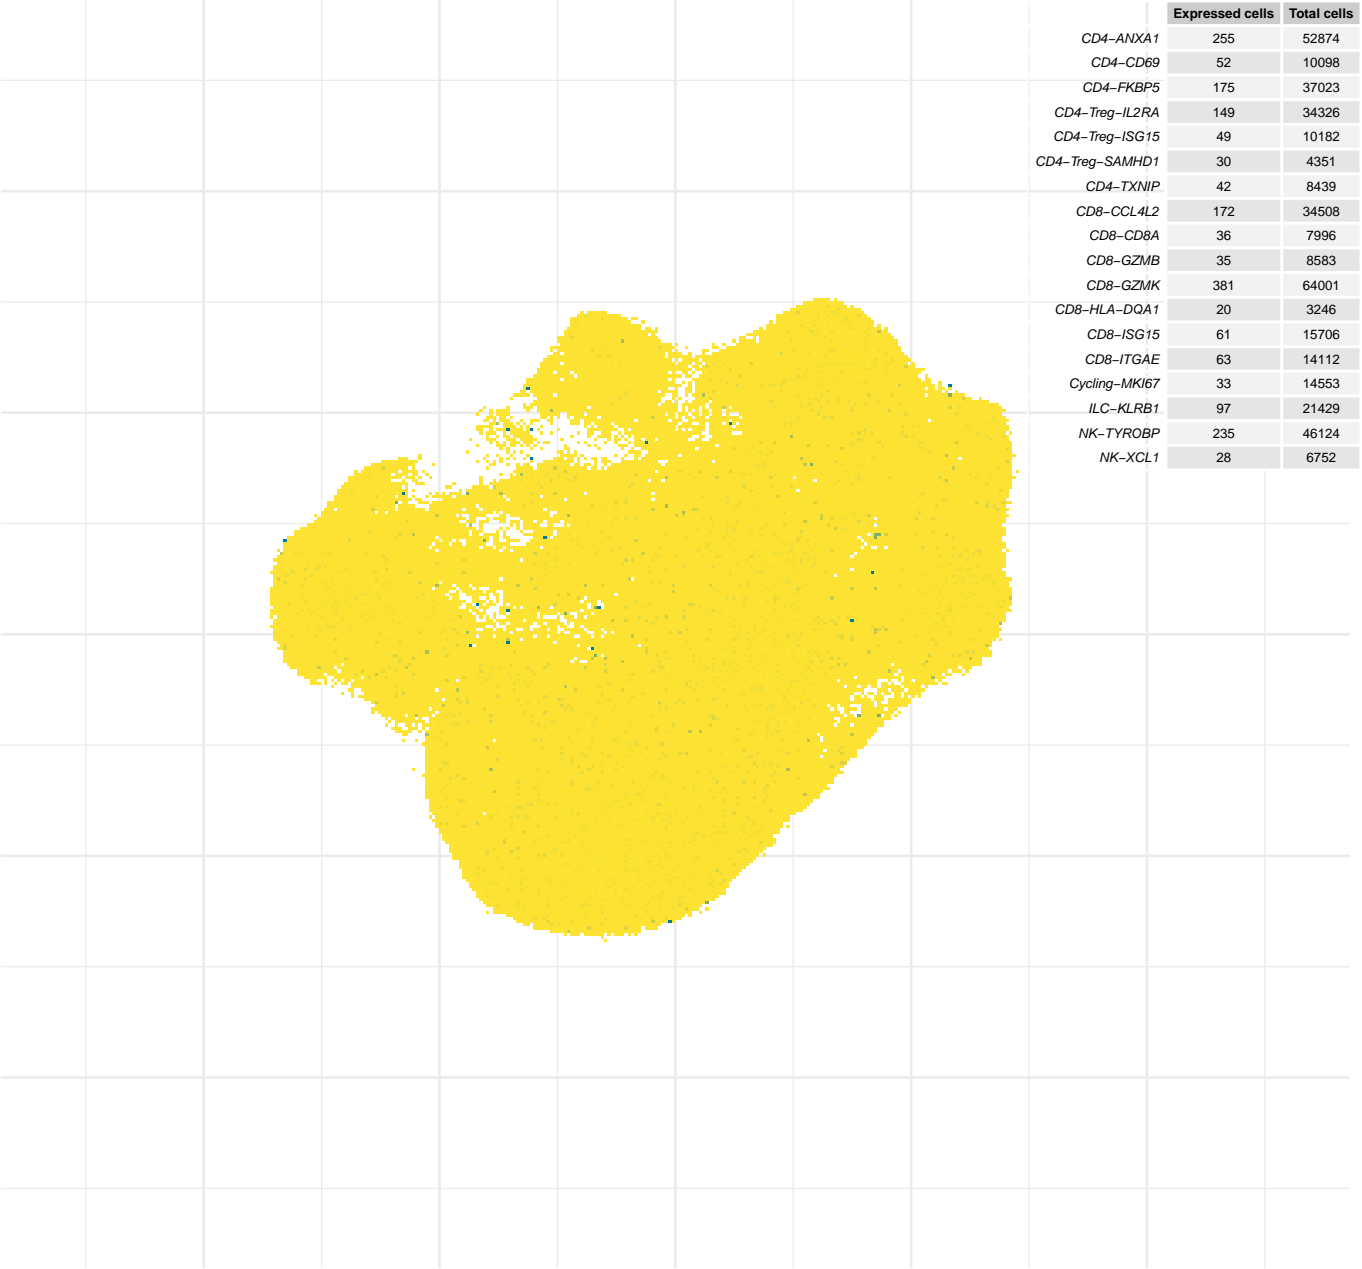 Expressed cells Total cells
CD4−ANXA1 255 52874
CD4−CD69 52 10098
CD4−FKBP5 175 37023
CD4−Treg−IL2RA 149 34326
CD4−Treg−ISG15 49 10182
CD4−Treg−SAMHD1 30 4351
CD4−TXNIP 42 8439
CD8−CCL4L2 172 34508
CD8−CD8A 36 7996
CD8−GZMB 35 8583
CD8−GZMK 381 64001
CD8−HLA−DQA1 20 3246
CD8−ISG15 61 15706
CD8−ITGAE 63 14112
Cycling−MKI67 33 14553
ILC−KLRB1 97 21429
NK−TYROBP 235 46124
NK−XCL1 28 6752